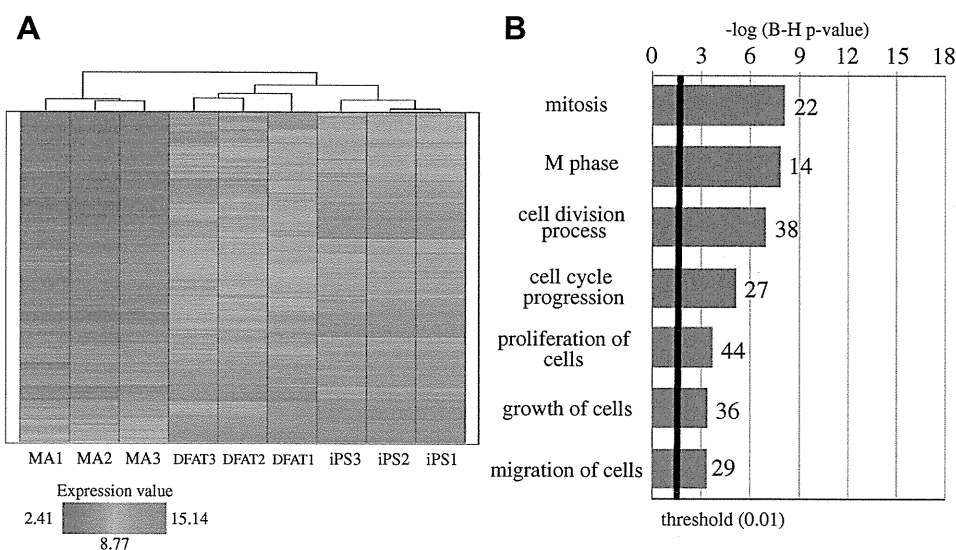 A
MA1 MA2 MA3 DFAT3 DFAT2 DFAT1 iPS3 iPS2 iPS1
Expression value
2.41 15.14
8.77
B
-log (B-H p-value)
0 3 6 9 12 15 18
mitosis 22
M phase 14
cell division
process 38
cell cycle
progression 27
proliferation of
cells 44
growth of cells 36
migration of cells 29
threshold (0.01)